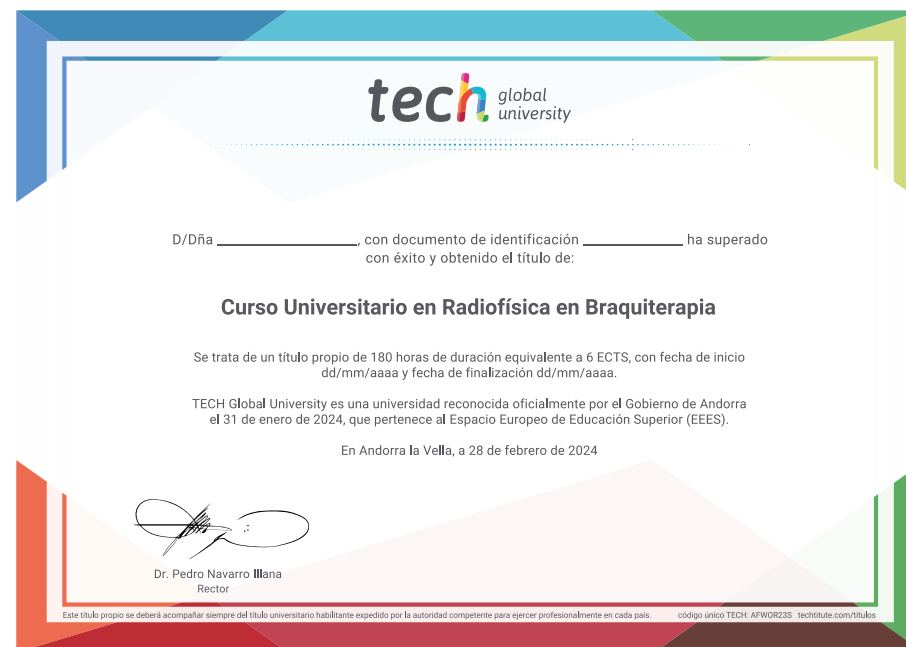 tech global university
D/Dña ____________________, con documento de identificación ______________ ha superado
con éxito y obtenido el título de:
Curso Universitario en Radiofísica en Braquiterapia
Se trata de un título propio de 180 horas de duración equivalente a 6 ECTS, con fecha de inicio
dd/mm/aaaa y fecha de finalización dd/mm/aaaa.
TECH Global University es una universidad reconocida oficialmente por el Gobierno de Andorra
el 31 de enero de 2024, que pertenece al Espacio Europeo de Educación Superior (EEES).
En Andorra la Vella, a 28 de febrero de 2024
Dr. Pedro Navarro Illana
Rector
Este título propio se deberá acompañar siempre del título universitario habilitante expedido por la autoridad competente para ejercer profesionalmente en cada país. código único TECH: AFWOR23S techtitute.com/titulos